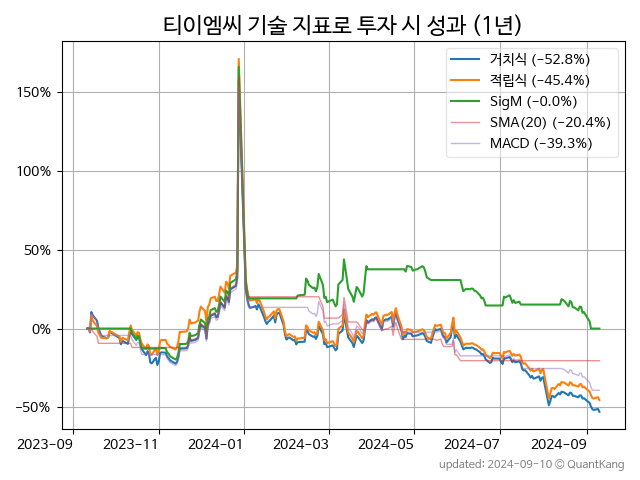 티이엠씨 기술 지표로 투자 시 성과 (1년)
거치식 (-52.8%)
적립식 (-45.4%)
SigM (-0.0%)
SMA(20) (-20.4%)
MACD (-39.3%)
150%
100%
50%
0%
-50%
2023-09 2023-11 2024-01 2024-03 2024-05 2024-07 2024-09
updated: 2024-09-10 © QuantKang